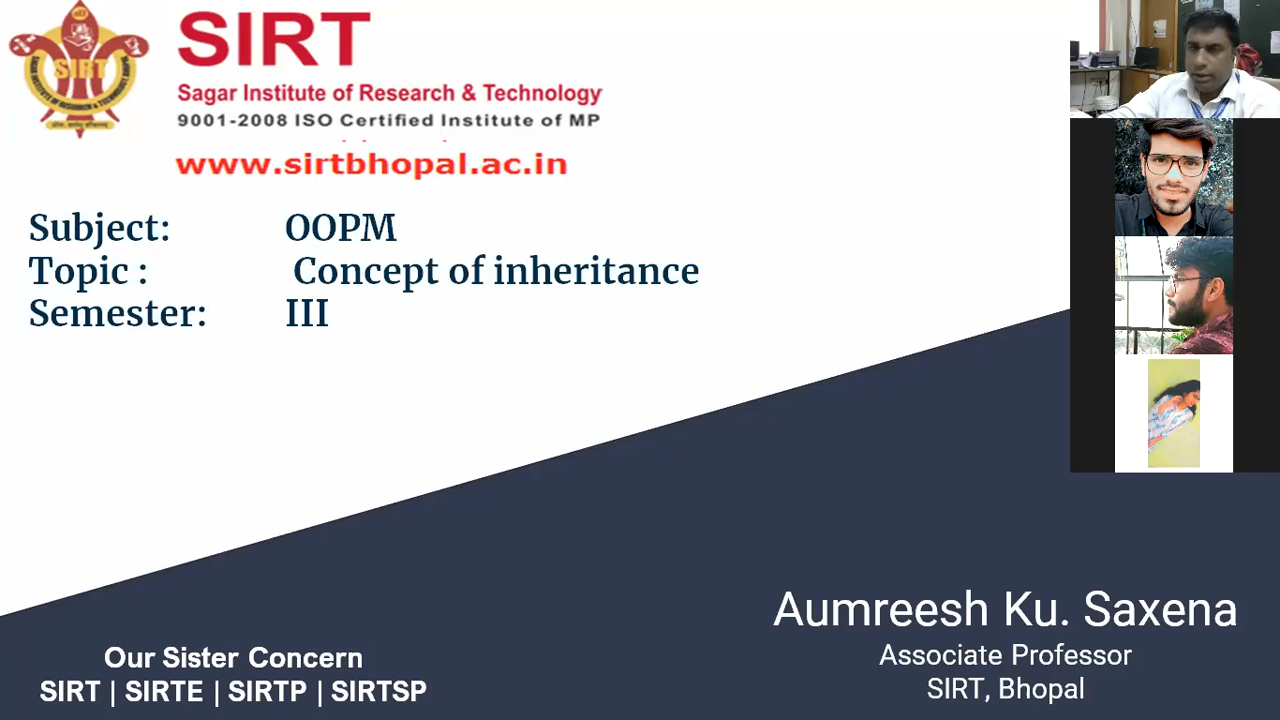 SIRT
SIRT
Sagar Institute of Research & Technology
9001-2008 ISO Certified Institute of MP
www.sirtbhopal.ac.in
Subject: OOPM
Topic : Concept of inheritance
Semester: III
Aumreesh Ku. Saxena
Associate Professor
SIRT, Bhopal
Our Sister Concern
SIRT | SIRTE | SIRTP | SIRTSP